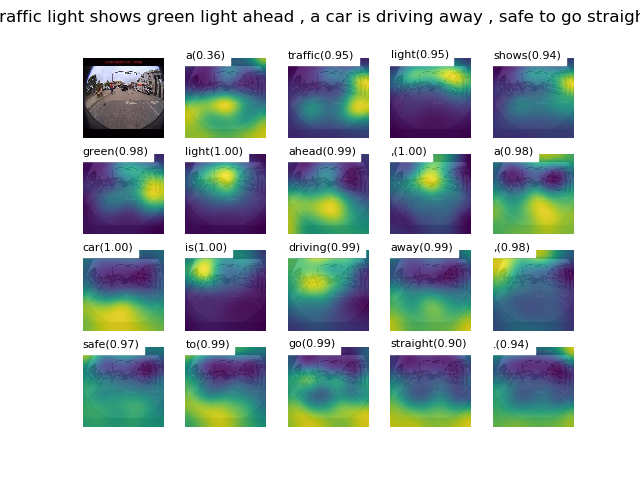 raffic light shows green light ahead , a car is driving away , safe to go straigh
a(0.36) traffic(0.95) light(0.95) shows(0.94)
green(0.98) light(1.00) ahead(0.99) ,(1.00) a(0.98)
car(1.00) is(1.00) driving(0.99) away(0.99) ,(0.98)
safe(0.97) to(0.99) go(0.99) straight(0.90) .(0.94)